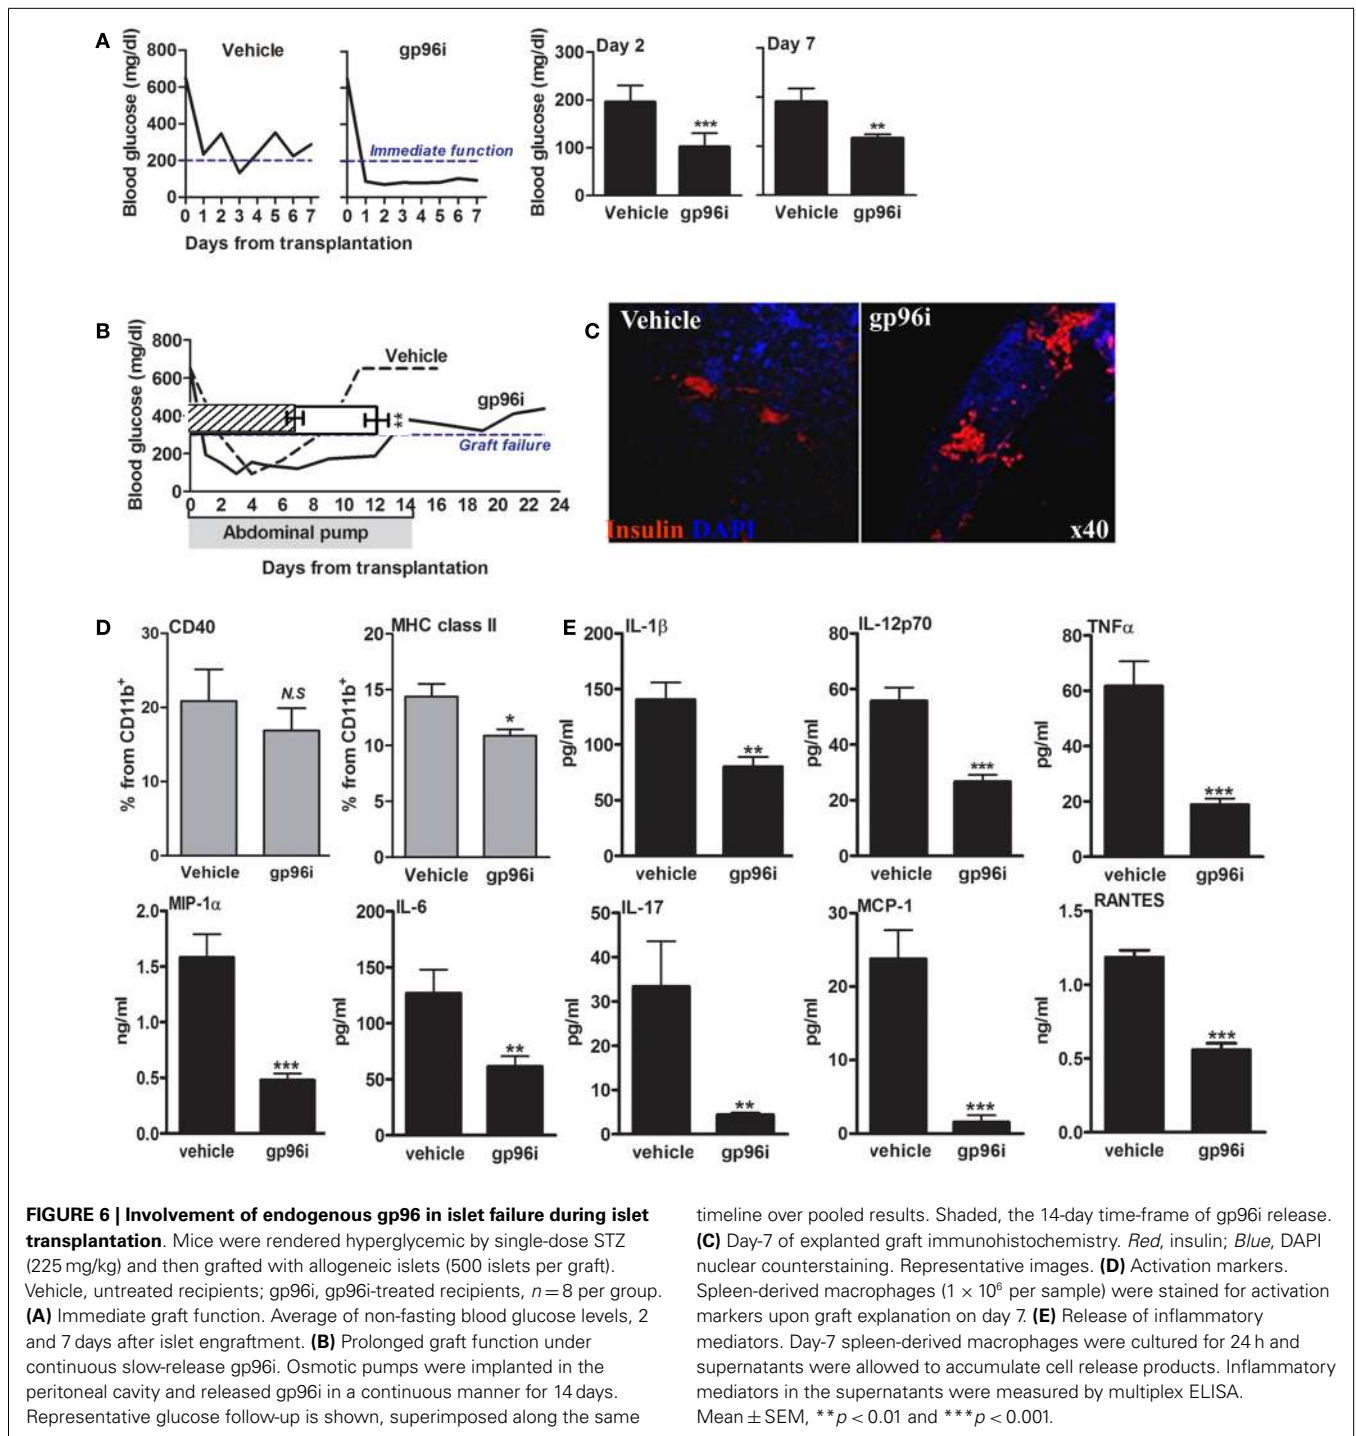 A
Blood glucose (mg/dl)
800
600
400
200
0
Vehicle
0 1 2 3 4 5 6 7
gp96i
Immediate function
0 1 2 3 4 5 6 7
Days from transplantation
Blood glucose (mg/dl)
300
200
100
0
Day 2
***
Vehicle gp96i
Day 7
**
Vehicle gp96i
B
Blood glucose (mg/dl)
800
600
400
200
0
Vehicle
gp96i
**
Graft failure
0 2 4 6 8 10 12 14 16 18 20 22 23 24
Abdominal pump
Days from transplantation
C
Vehicle
Insulin DAPI
gp96i
x40
D
% from CD11b+
30
20
10
0
CD40
N.S
Vehicle gp96i
% from CD11b+
20
15
10
5
0
MHC class II
*
Vehicle gp96i
E
pg/ml
200
150
100
50
0
IL-1β
**
vehicle gp96i
pg/ml
80
60
40
20
0
IL-12p70
***
vehicle gp96i
pg/ml
80
60
40
20
0
TNFα
***
vehicle gp96i
ng/ml
2.0
1.5
1.0
0.5
0.0
MIP-1α
***
vehicle gp96i
pg/ml
200
150
100
50
0
IL-6
**
vehicle gp96i
pg/ml
50
40
30
20
10
0
IL-17
**
vehicle gp96i
pg/ml
30
20
10
0
MCP-1
***
vehicle gp96i
ng/ml
1.5
1.0
0.5
0.0
RANTES
***
vehicle gp96i
FIGURE 6 | Involvement of endogenous gp96 in islet failure during islet
transplantation. Mice were rendered hyperglycemic by single-dose STZ
(225 mg/kg) and then grafted with allogeneic islets (500 islets per graft).
Vehicle, untreated recipients; gp96i, gp96i-treated recipients, n = 8 per group.
(A) Immediate graft function. Average of non-fasting blood glucose levels, 2
and 7 days after islet engraftment. (B) Prolonged graft function under
continuous slow-release gp96i. Osmotic pumps were implanted in the
peritoneal cavity and released gp96i in a continuous manner for 14 days.
Representative glucose follow-up is shown, superimposed along the same
timeline over pooled results. Shaded, the 14-day time-frame of gp96i release.
(C) Day-7 of explanted graft immunohistochemistry. Red, insulin; Blue, DAPI
nuclear counterstaining. Representative images. (D) Activation markers.
Spleen-derived macrophages (1 × 10⁶ per sample) were stained for activation
markers upon graft explanation on day 7. (E) Release of inflammatory
mediators. Day-7 spleen-derived macrophages were cultured for 24 h and
supernatants were allowed to accumulate cell release products. Inflammatory
mediators in the supernatants were measured by multiplex ELISA.
Mean ± SEM, **p < 0.01 and ***p < 0.001.